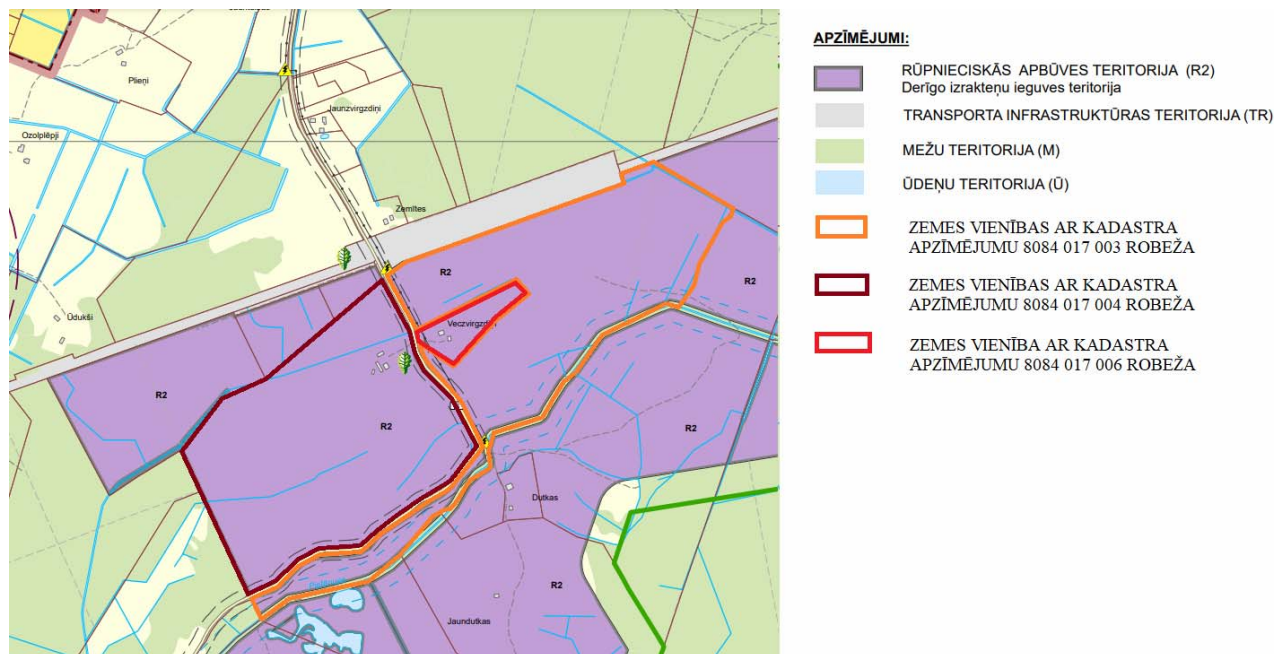 Plieņi
Ozolplēpji
Jaunzvirgzdiņi
Zemītes
Ūdukši
R2
R2
Veczvirgzdiņi
R2
R2
R2
Dutkas
R2
Jaundutkas
APZĪMĒJUMI:
RŪPNIECISKĀS APBŪVES TERITORIJA (R2)
Derīgo izrakteņu ieguves teritorija
TRANSPORTA INFRASTRUKTŪRAS TERITORIJA (TR)
MEŽU TERITORIJA (M)
ŪDEŅU TERITORIJA (Ū)
ZEMES VIENĪBAS AR KADASTRA
APZĪMĒJUMU 8084 017 003 ROBEŽA
ZEMES VIENĪBAS AR KADASTRA
APZĪMĒJUMU 8084 017 004 ROBEŽA
ZEMES VIENĪBA AR KADASTRA
APZĪMĒJUMU 8084 017 006 ROBEŽA